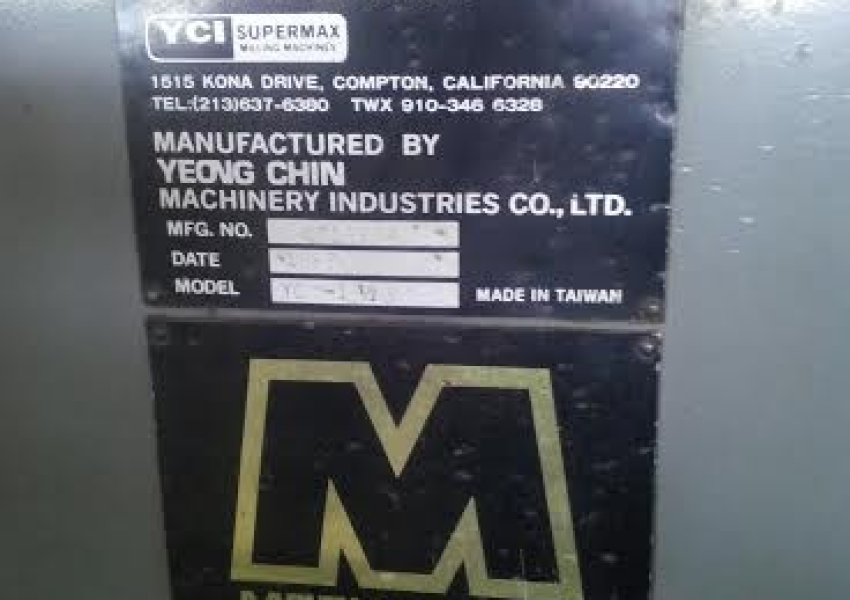 YCI SUPERMAX
MILLING MACHINES
1515 KONA DRIVE, COMPTON, CALIFORNIA 90220
TEL:(213)637-6380 TWX 910-346 6328
MANUFACTURED BY
YEONG CHIN
MACHINERY INDUSTRIES CO., LTD.
MFG. NO.
DATE
MODEL
MADE IN TAIWAN
M